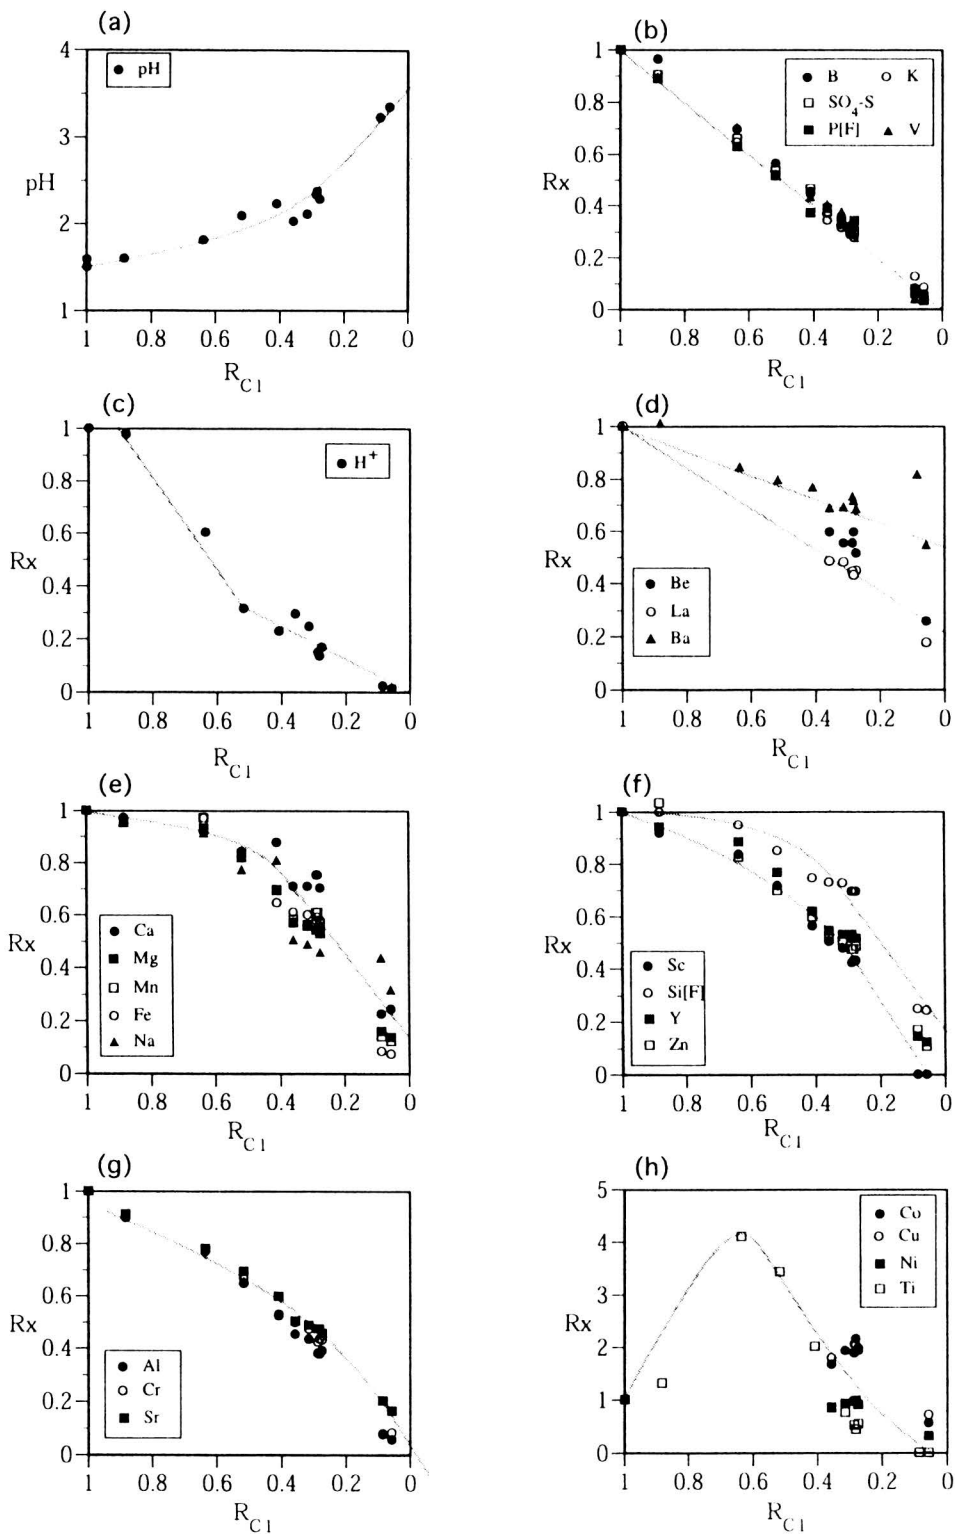 (a)
4
3
2
1
pH
● pH
1 0.8 0.6 0.4 0.2 0
R_Cl
(b)
1
0.8
0.6
0.4
0.2
0
Rx
● B ○ K
□ SO4-S
■ P[F] ▲ V
1 0.8 0.6 0.4 0.2 0
R_Cl
(c)
1
0.8
0.6
0.4
0.2
0
Rx
● H+
1 0.8 0.6 0.4 0.2 0
R_Cl
(d)
1
0.8
0.6
0.4
0.2
0
Rx
● Be
○ La
▲ Ba
1 0.8 0.6 0.4 0.2 0
R_Cl
(e)
1
0.8
0.6
0.4
0.2
0
Rx
● Ca
■ Mg
□ Mn
○ Fe
▲ Na
1 0.8 0.6 0.4 0.2 0
R_Cl
(f)
1
0.8
0.6
0.4
0.2
0
Rx
● Sc
○ Si[F]
■ Y
□ Zn
1 0.8 0.6 0.4 0.2 0
R_Cl
(g)
1
0.8
0.6
0.4
0.2
0
Rx
● Al
○ Cr
■ Sr
1 0.8 0.6 0.4 0.2 0
R_Cl
(h)
5
4
3
2
1
0
Rx
● Co
○ Cu
■ Ni
□ Ti
1 0.8 0.6 0.4 0.2 0
R_Cl